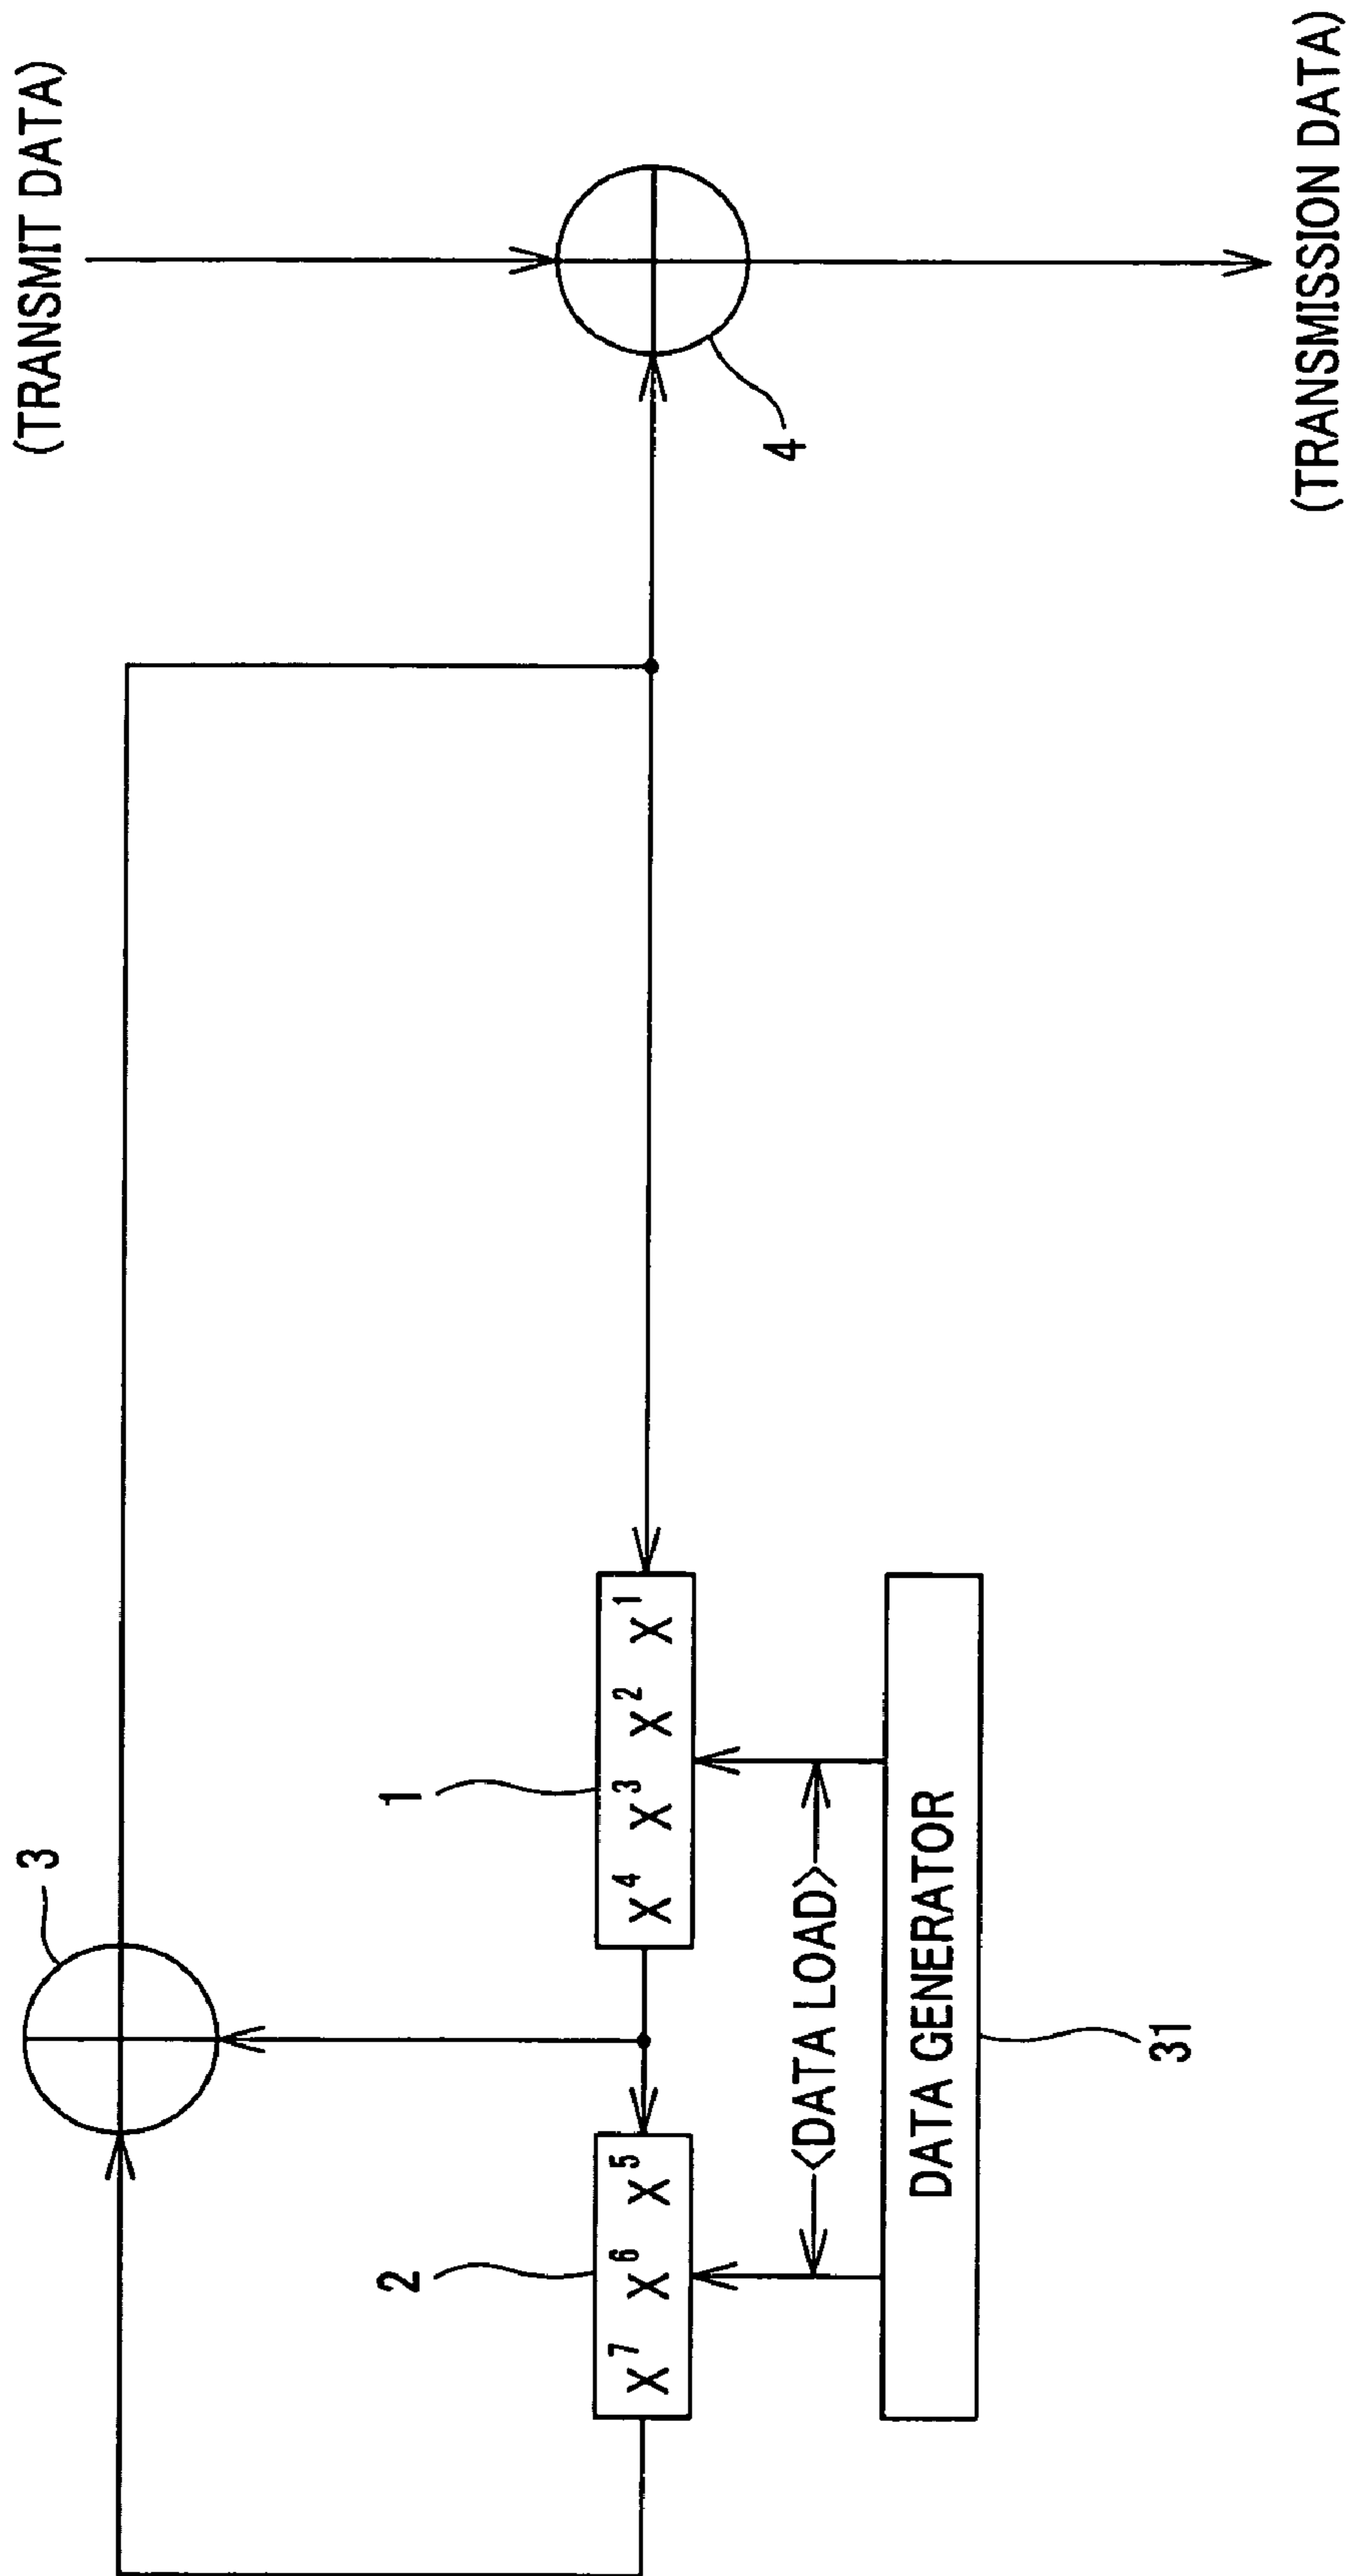 (TRANSMIT DATA)
3
4
1
2
X⁷ X⁶ X⁵
X⁴ X³ X² X¹
<DATA LOAD>
DATA GENERATOR
31
(TRANSMISSION DATA)